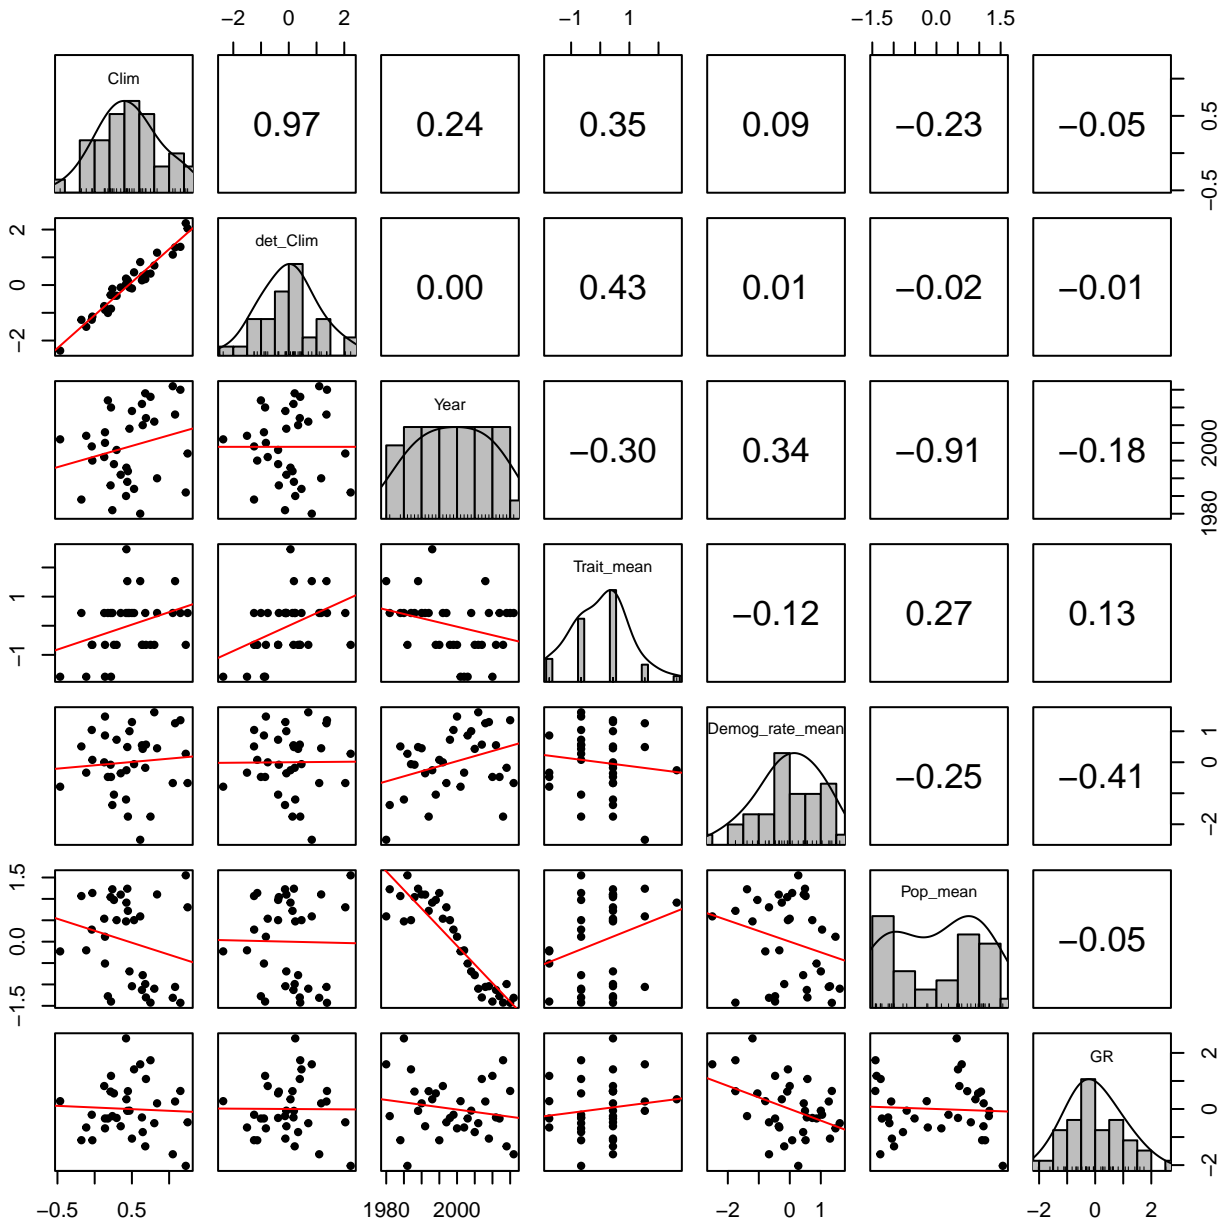 −2 0 2 −1 1 −1.5 0.0 1.5
Clim 0.97 0.24 0.35 0.09 −0.23 −0.05
−0.5 0.5
det_Clim 0.00 0.43 0.01 −0.02 −0.01
−2 0 2
Year −0.30 0.34 −0.91 −0.18
1980 2000
Trait_mean −0.12 0.27 0.13
−1 1
Demog_rate_mean −0.25 −0.41
−2 0 1
Pop_mean −0.05
−1.5 0.0 1.5
GR
−2 0 2
−0.5 0.5 1980 2000 −2 0 1 −2 0 2